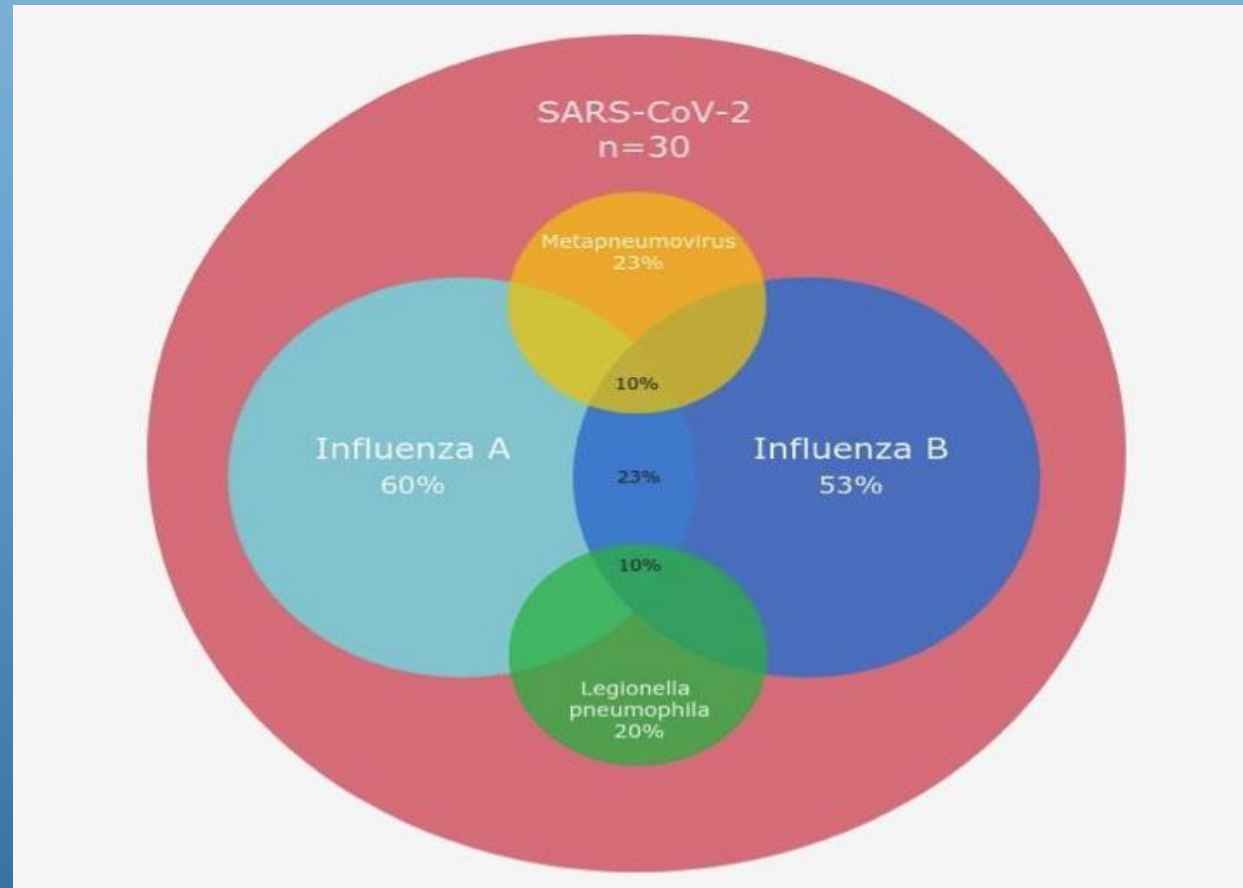 SARS-CoV-2
n=30
Metapneumovirus
23%
10%
Influenza A
60%
23%
Influenza B
53%
10%
Legionella
pneumophila
20%